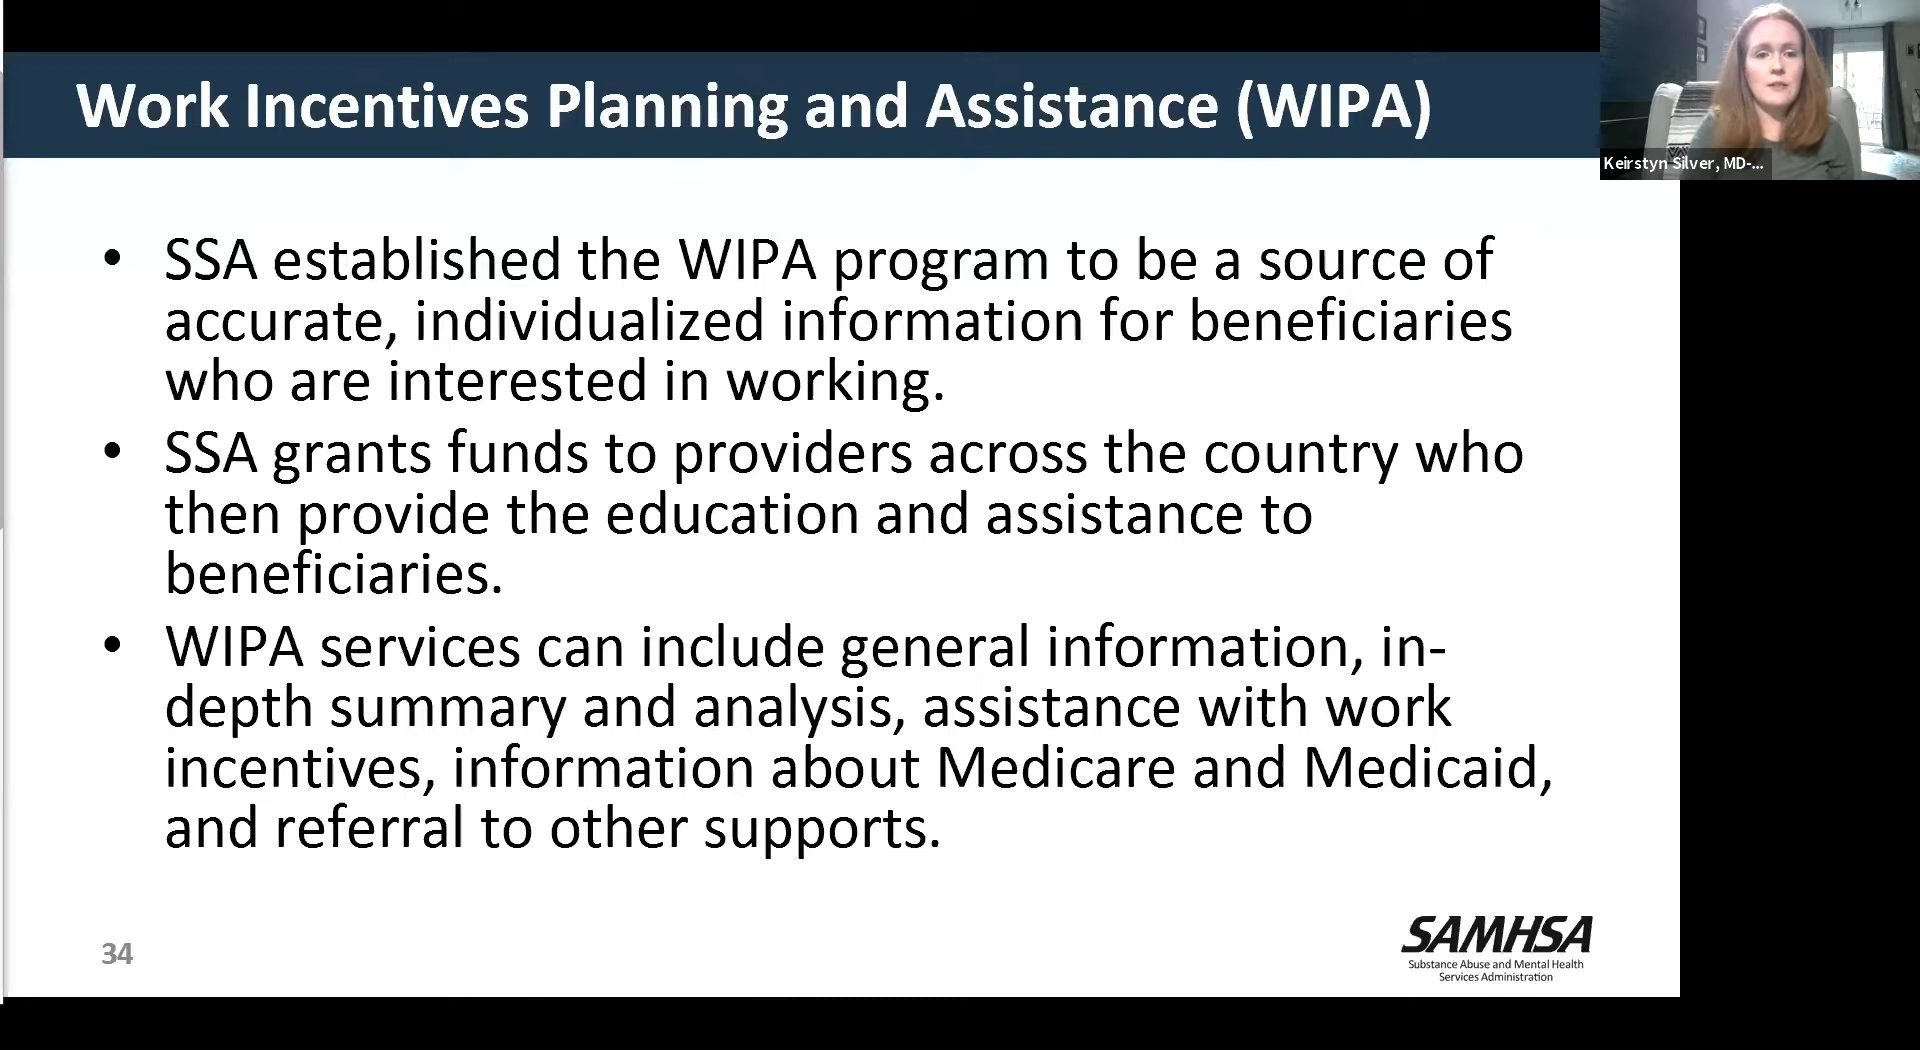 Work Incentives Planning and Assistance (WIPA)
Keirstyn Silver, MD-...
• SSA established the WIPA program to be a source of
accurate, individualized information for beneficiaries
who are interested in working.
• SSA grants funds to providers across the country who
then provide the education and assistance to
beneficiaries.
• WIPA services can include general information, in-
depth summary and analysis, assistance with work
incentives, information about Medicare and Medicaid,
and referral to other supports.
34
SAMHSA
Substance Abuse and Mental Health
Services Administration